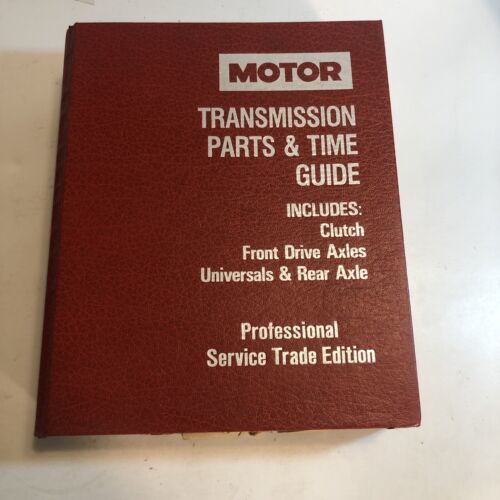 MOTOR
TRANSMISSION
PARTS & TIME
GUIDE
INCLUDES:
Clutch
Front Drive Axles
Universals & Rear Axle
Professional
Service Trade Edition